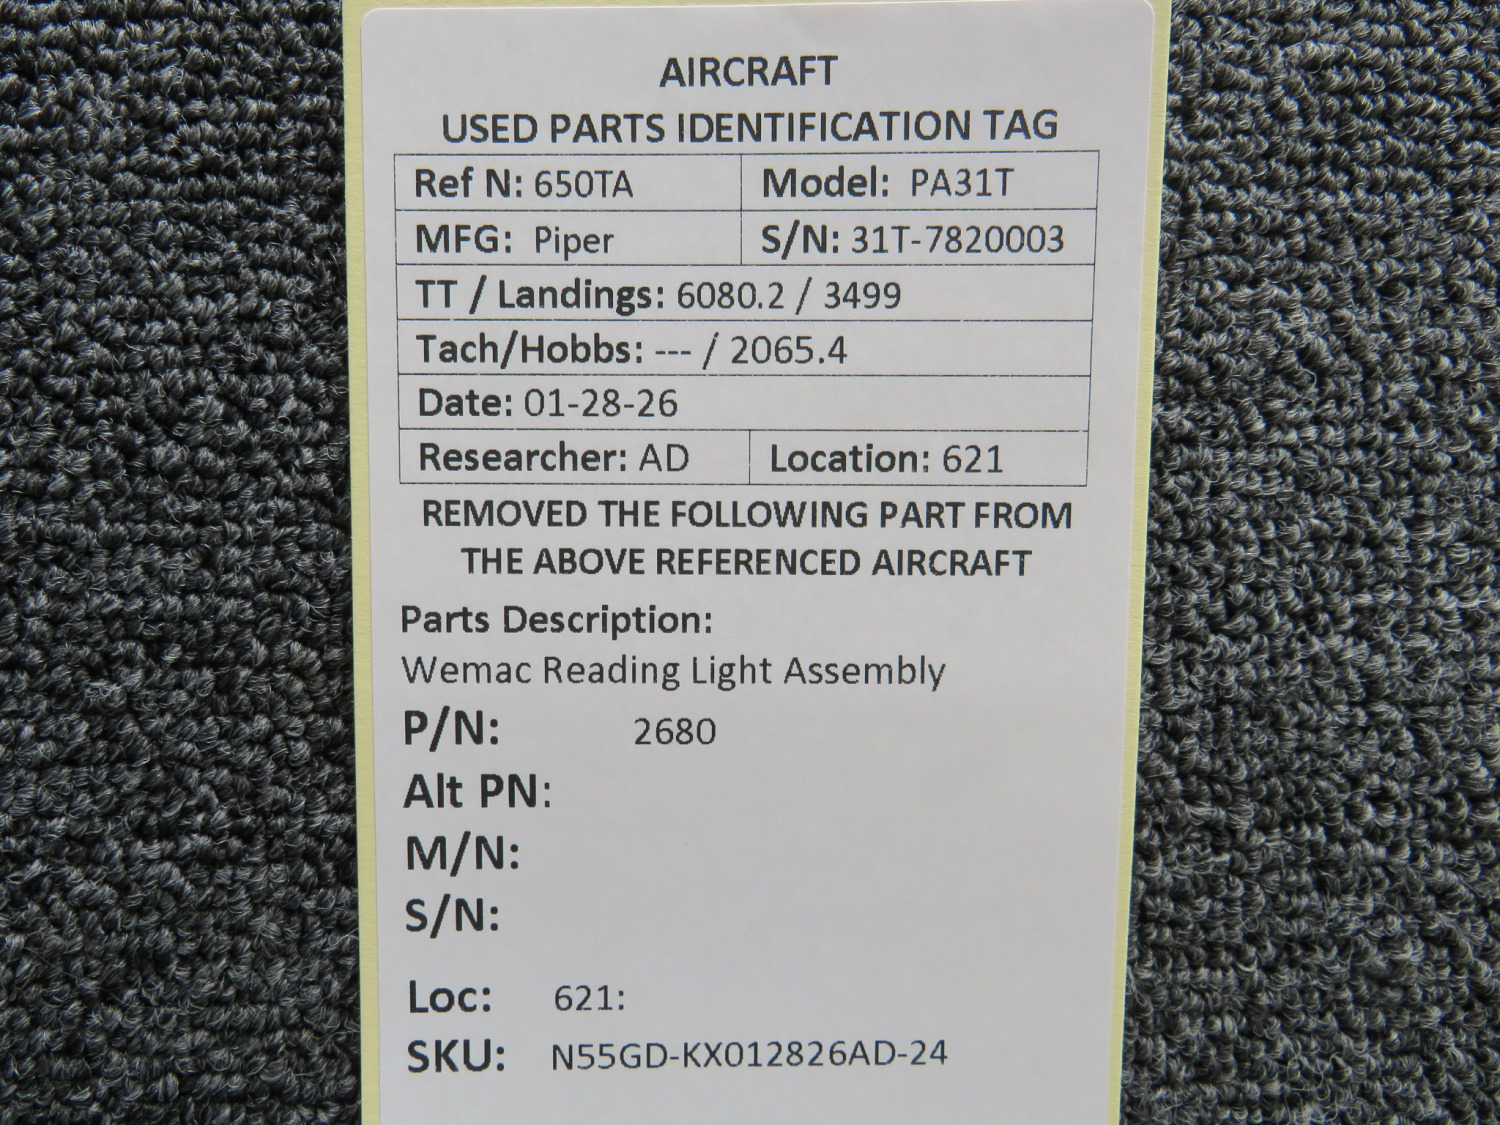 AIRCRAFT
USED PARTS IDENTIFICATION TAG
Ref N: 650TA Model: PA31T
MFG: Piper S/N: 31T-7820003
TT / Landings: 6080.2 / 3499
Tach/Hobbs: --- / 2065.4
Date: 01-28-26
Researcher: AD Location: 621
REMOVED THE FOLLOWING PART FROM
THE ABOVE REFERENCED AIRCRAFT
Parts Description:
Wemac Reading Light Assembly
P/N: 2680
Alt PN:
M/N:
S/N:
Loc: 621:
SKU: N55GD-KX012826AD-24